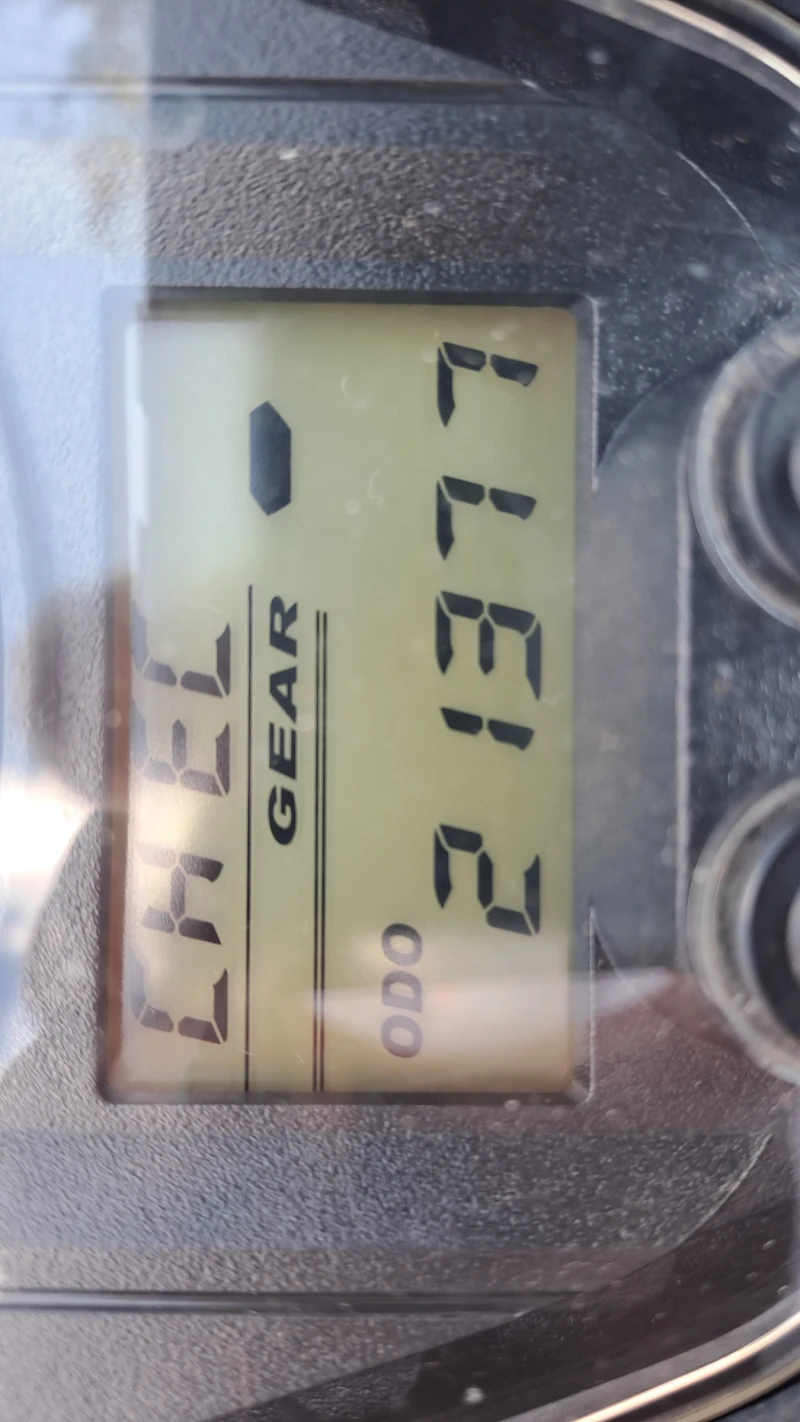 CHEC
GEAR -
ODO
21377